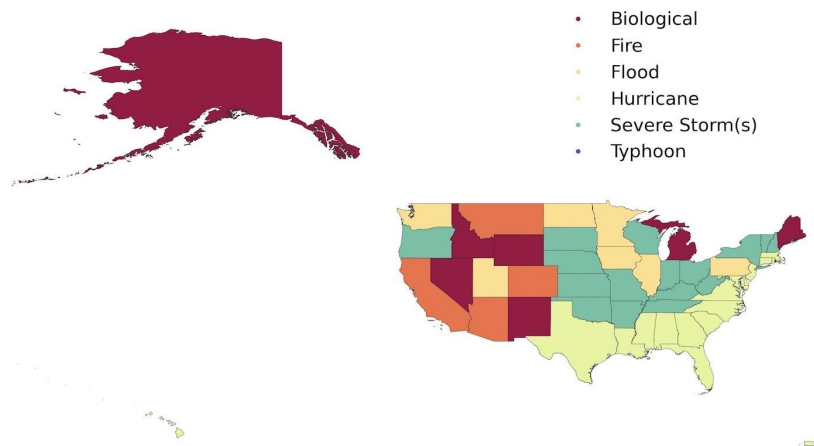 Biological
Fire
Flood
Hurricane
Severe Storm(s)
Typhoon